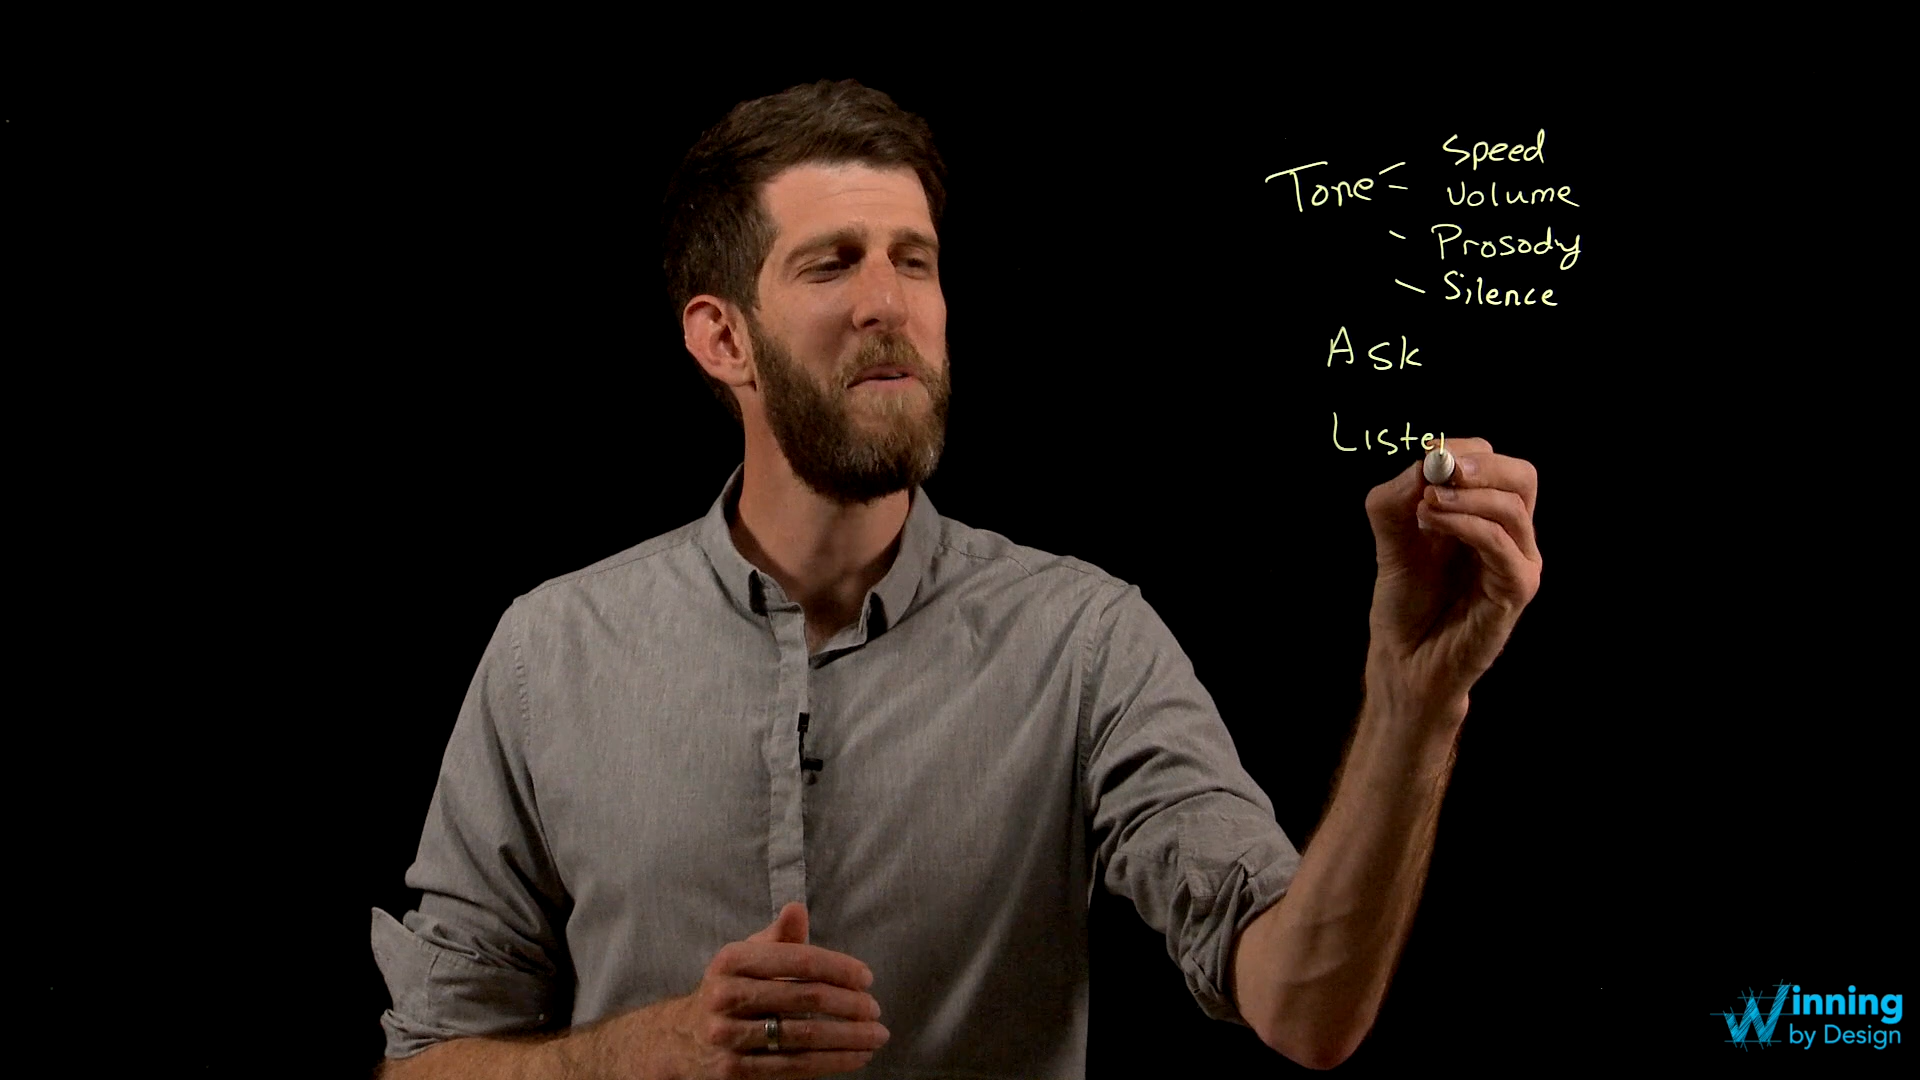 Tone - Speed
- Volume
- Prosody
- Silence
Ask
Liste
Winning
by Design